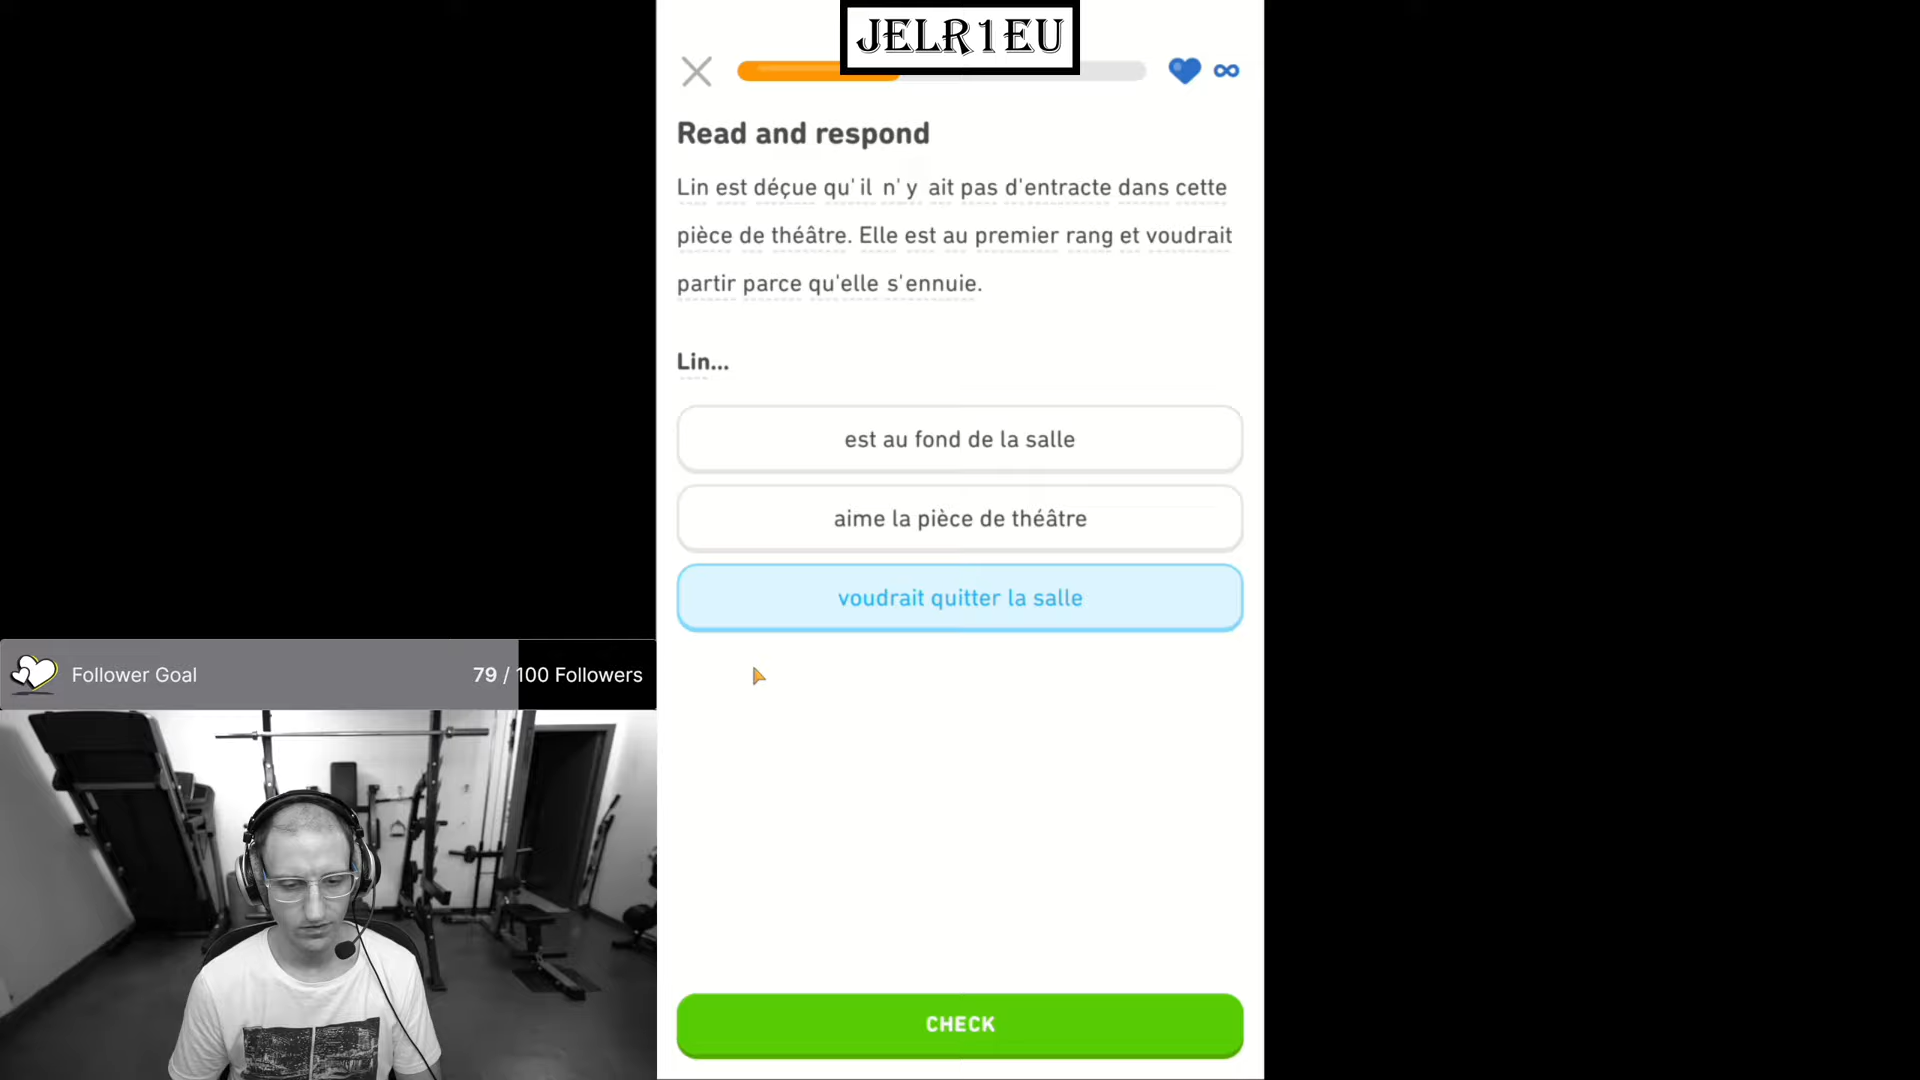 JELR1EU
Read and respond
Lin est déçue qu'il n'y ait pas d'entracte dans cette
pièce de théâtre. Elle est au premier rang et voudrait
partir parce qu'elle s'ennuie.
Lin...
est au fond de la salle
aime la pièce de théâtre
voudrait quitter la salle
Follower Goal 79 / 100 Followers
CHECK